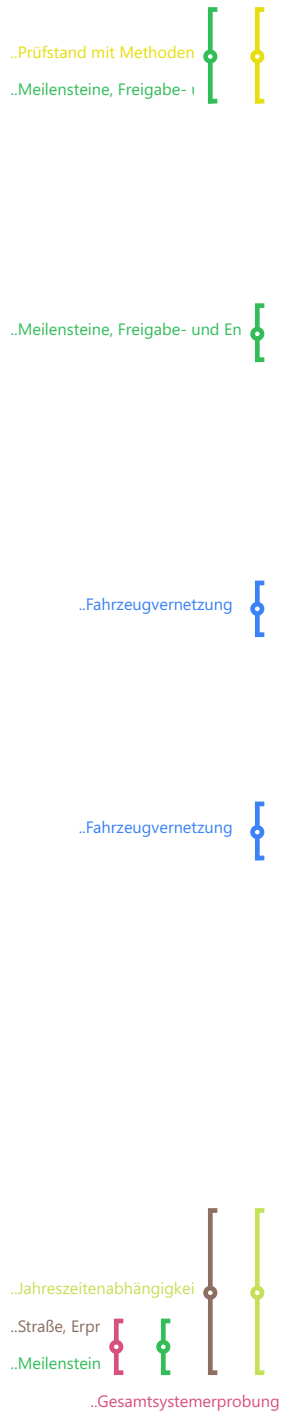 ..Prüfstand mit Methoden
..Meilensteine, Freigabe-
..Meilensteine, Freigabe- und En
..Fahrzeugvernetzung
..Fahrzeugvernetzung
..Jahreszeitenabhängigkei
..Straße, Erpr
..Meilenstein
..Gesamtsystemerprobung